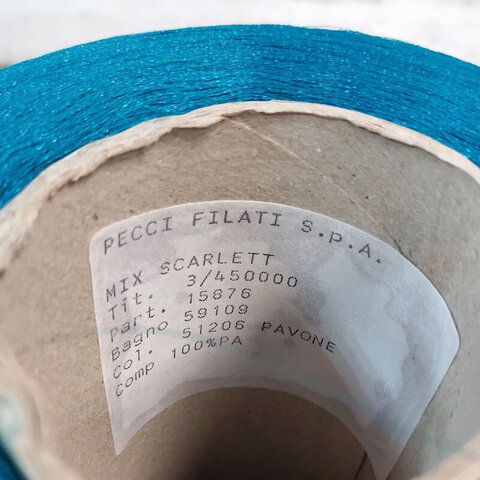 PECCI FILATI S.p.A.
MIX SCARLETT
Tit. 3/450000
Part. 15876
Bagno 59109
Col. 51206 PAVONE
Comp 100%PA